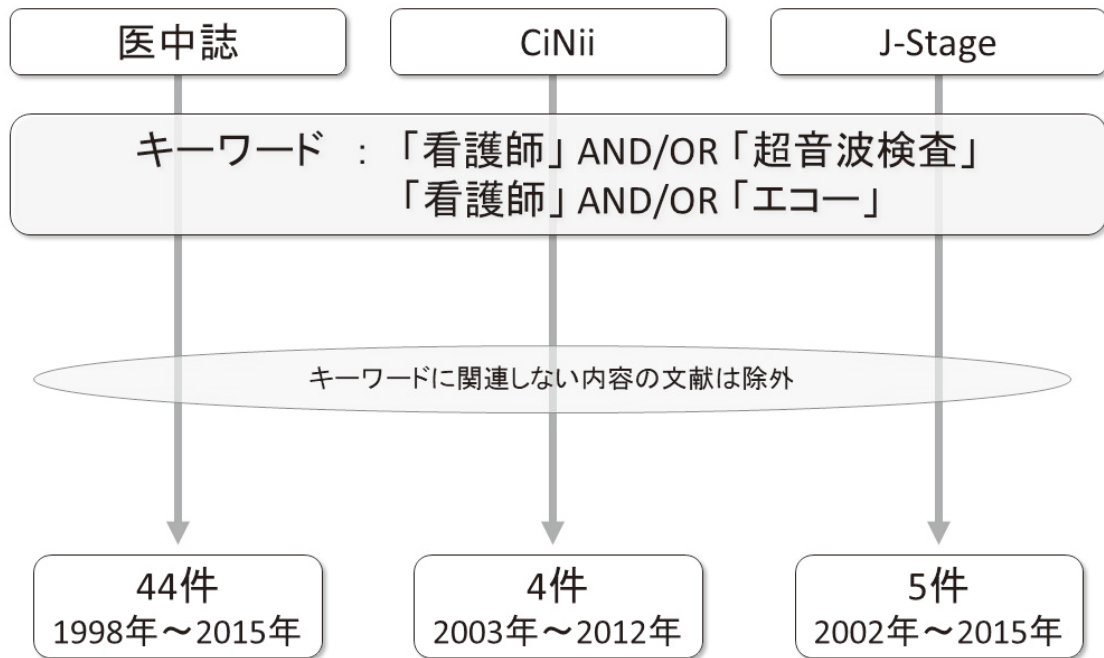 医中誌
CiNii
J-Stage
キーワード ： 「看護師」 AND/OR 「超音波検査」
「看護師」 AND/OR 「エコー」
キーワードに関連しない内容の文献は除外
44件
1998年～2015年
4件
2003年～2012年
5件
2002年～2015年